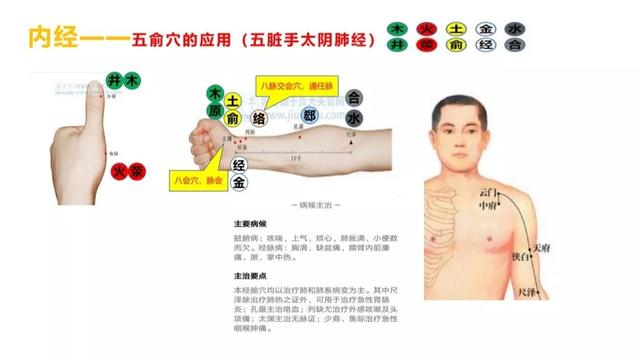 内经——五俞穴的应用（五脏手太阴肺经）
木 火 土 金 水
井 荥 俞 经 合
井 木
少商
鱼际
火 荥
八脉交会穴，通任脉
木 土
原 俞 络 郄 合
水
太渊 列缺 孔最 尺泽
经渠
12寸
经
金
八会穴，脉会
云门
中府
天府
侠白
尺泽
— 病候主治 —
主要病候
脏腑病：咳喘，上气，烦心，肺胀满，小便数
而欠。经脉病：胸满，缺盆痛，臑臂内前廉
痛、厥，掌中热。
主治要点
本经腧穴均以治疗肺和肺系病变为主。其中尺
泽除治疗肺热之证外，可用于治疗急性胃肠
炎；孔最主治咯血；列缺尤治疗外感咳嗽及头
项痛；太渊主治无脉证；少商、鱼际治疗急性
咽喉肿痛。